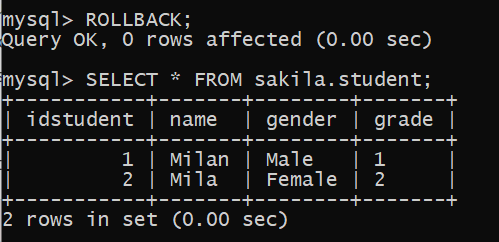 mysql> ROLLBACK;
Query OK, 0 rows affected (0.00 sec)
mysql> SELECT * FROM sakila.student;
+-----------+-------+--------+-------+
| idstudent | name  | gender | grade |
+-----------+-------+--------+-------+
|         1 | Milan | Male   | 1     |
|         2 | Mila  | Female | 2     |
+-----------+-------+--------+-------+
2 rows in set (0.00 sec)